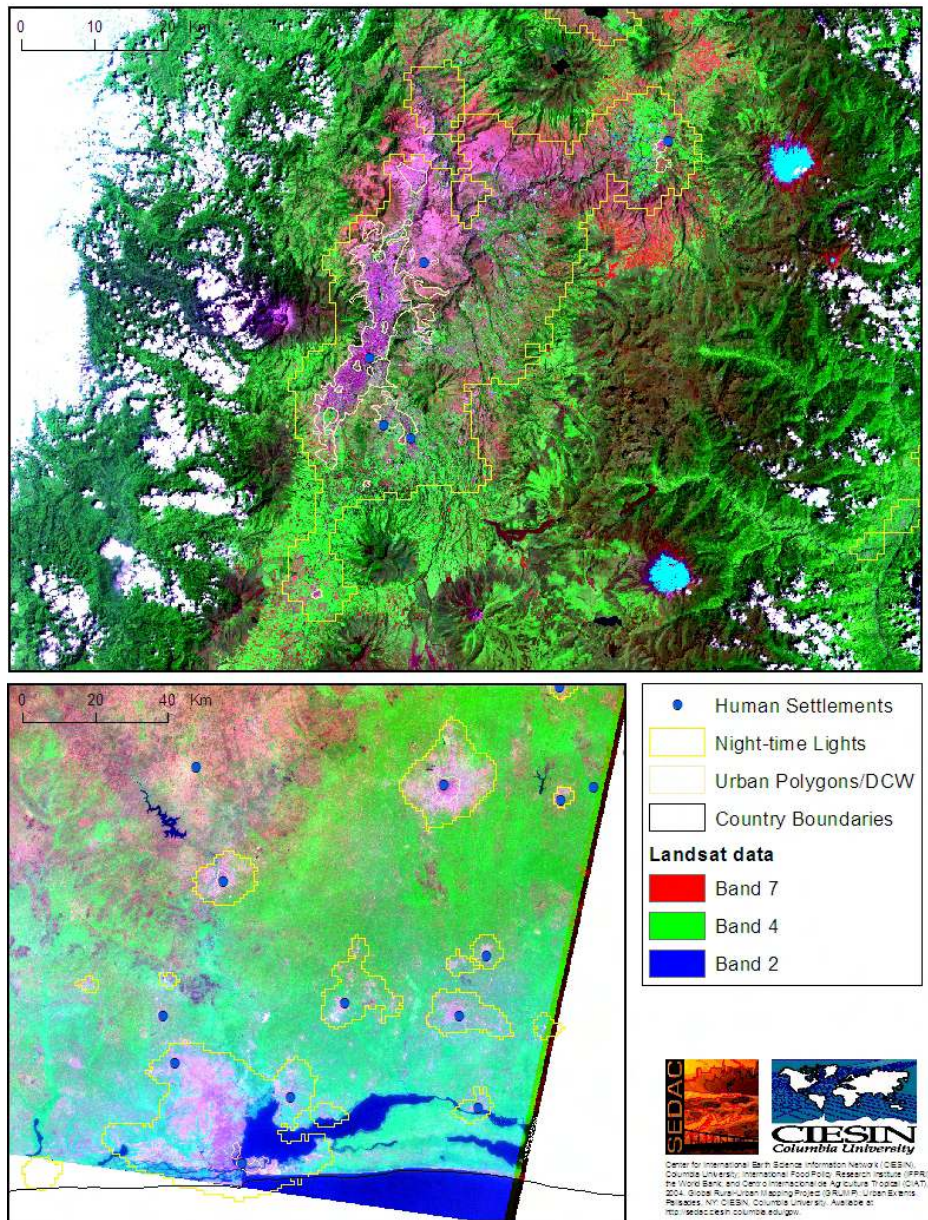 0 10 Km
Human Settlements
Night-time Lights
Urban Polygons/DCW
Country Boundaries
Landsat data
Band 7
Band 4
Band 2
0 20 40 Km
SEDAC
CIESIN
Columbia University
Center for International Earth Science Information Network (CIESIN),
Columbia University; International Food Policy Research Institute (IFPRI),
the World Bank; and Centro Internacional de Agricultura Tropical (CIAT),
2004. Global Rural-Urban Mapping Project (GRUMP): Urban Extents.
Palisades, NY: CIESIN, Columbia University. Available at:
http://sedac.ciesin.columbia.edu/gpw.